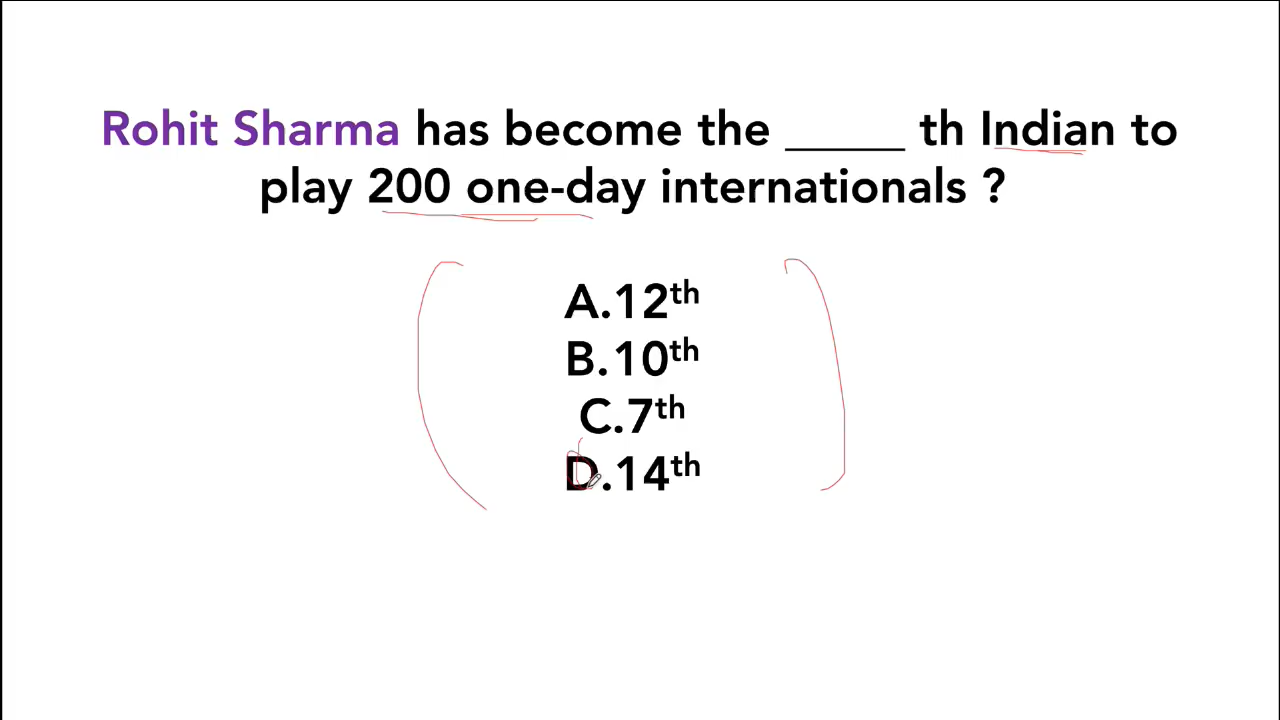 Rohit Sharma has become the _____ th Indian to
play 200 one-day internationals ?
A.12th
B.10th
C.7th
D.14th